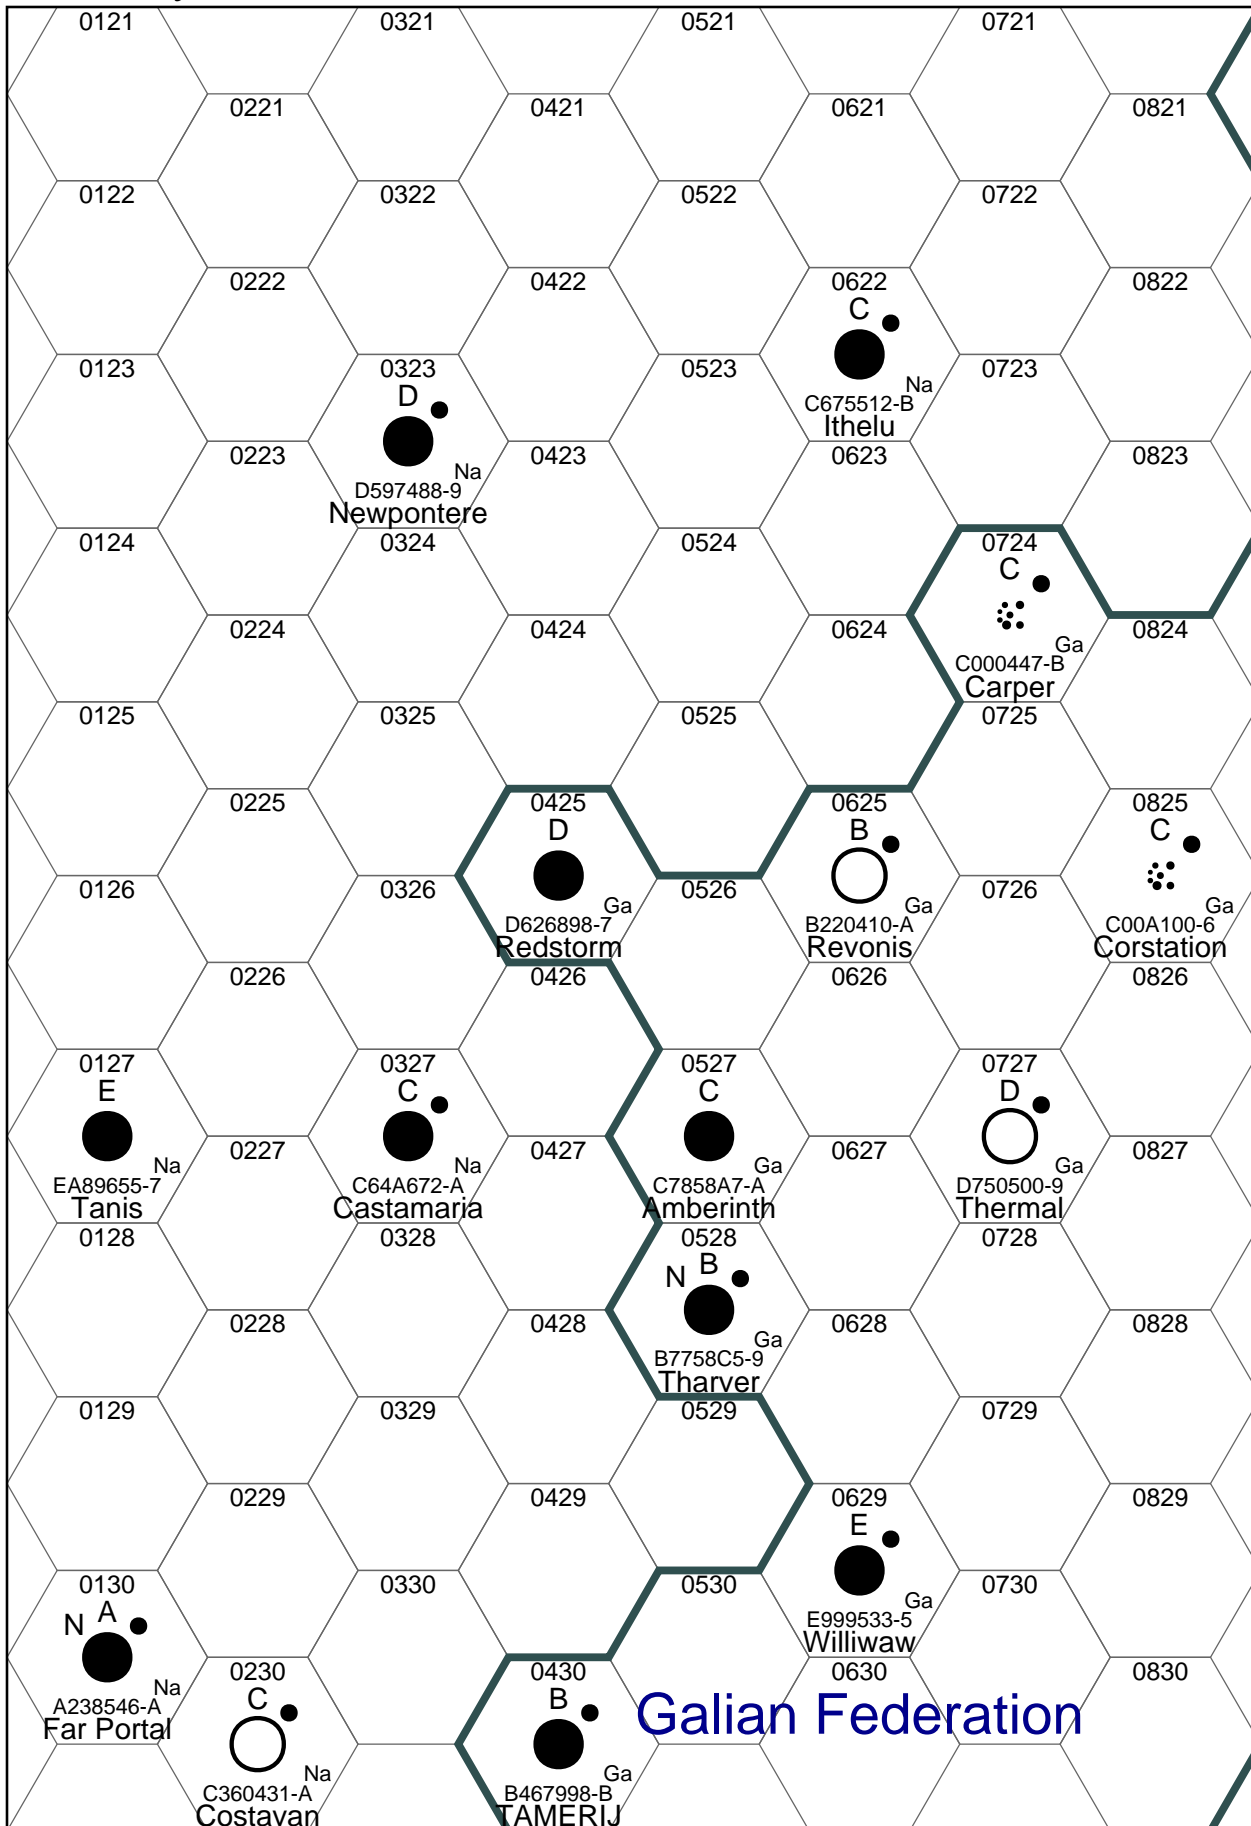 0121 0321 0521 0721
0221 0421 0621 0821
0122 0322 0522 0722
0222 0422 0622 0822
C
Na
C675512-B
Ithelu
0123 0323 0523 0723
D
Na
D597488-9
Newpontere
0223 0423 0623 0823
0124 0324 0524 0724
C
Ga
C000447-B
Carper
0224 0424 0624 0824
0125 0325 0525 0725
0225 0425 0625 0825
D B C
Ga Ga Ga
D626898-7 B220410-A C00A100-6
Redstorm Revonis Corstation
0126 0326 0526 0726
0226 0426 0626 0826
0127 0327 0527 0727
E C C D
Na Na Ga Ga
EA89655-7 C64A672-A C7858A7-A D750500-9
Tanis Castamaria Amberinth Thermal
0227 0427 0627 0827
0128 0328 0528 0728
N B
Ga
B7758C5-9
Tharver
0228 0428 0628 0828
0129 0329 0529 0729
0229 0429 0629 0829
E
Ga
E999533-5
Williwaw
0130 0330 0530 0730
N A
Na
A238546-A
Far Portal
0230 0430 0630 0830
C B
Galian Federation
Na Ga
C360431-A B467998-B
Costavan TAMERIJ